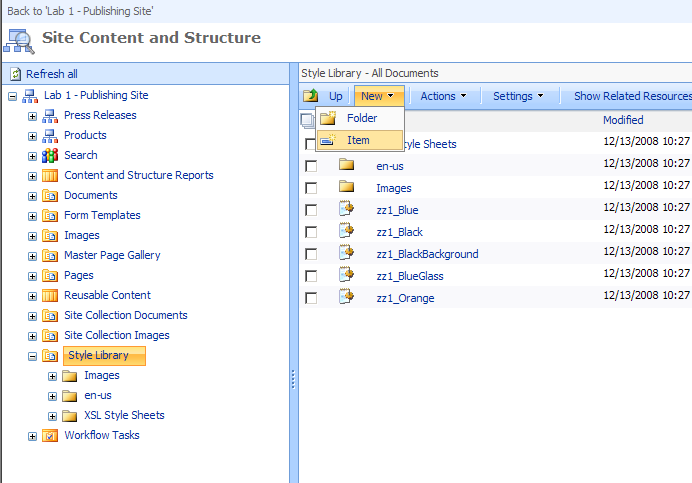 Back to 'Lab 1 - Publishing Site'
Site Content and Structure
Refresh all
Lab 1 - Publishing Site
Press Releases
Products
Search
Content and Structure Reports
Documents
Form Templates
Images
Master Page Gallery
Pages
Reusable Content
Site Collection Documents
Site Collection Images
Style Library
Images
en-us
XSL Style Sheets
Workflow Tasks
Style Library - All Documents
Up New Actions Settings Show Related Resources
Folder
Item
Modified
Style Sheets 12/13/2008 10:27
en-us 12/13/2008 10:27
Images 12/13/2008 10:27
zz1_Blue 12/13/2008 10:27
zz1_Black 12/13/2008 10:27
zz1_BlackBackground 12/13/2008 10:27
zz1_BlueGlass 12/13/2008 10:27
zz1_Orange 12/13/2008 10:27